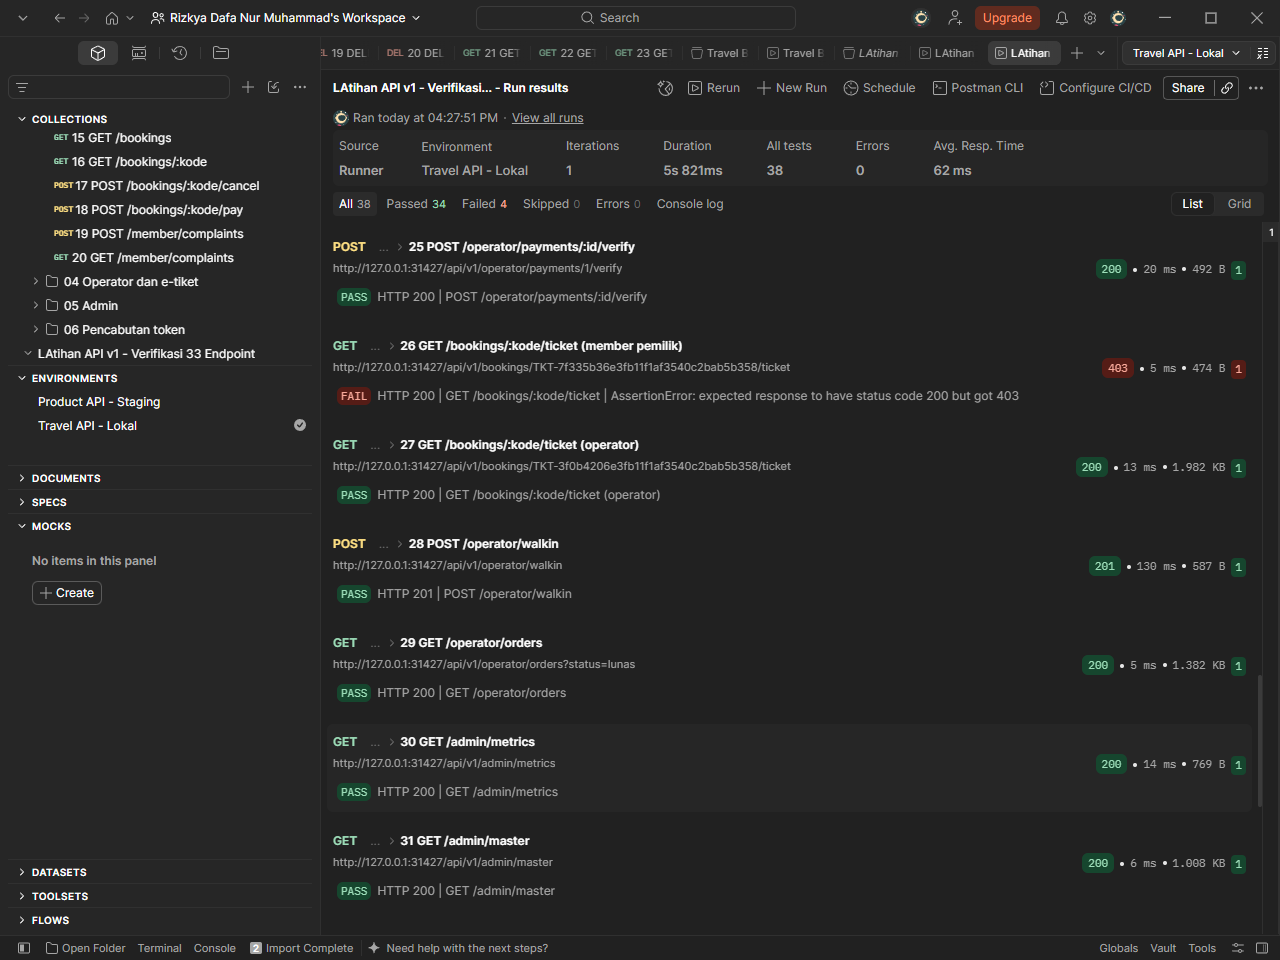 Rizkya Dafa Nur Muhammad's Workspace
Search
Upgrade
19 DEL
DEL 20 DEL
GET 21 GET
GET 22 GET
GET 23 GET
Travel B
Travel B
LAtihan
LAtihan
LAtihan
Travel API - Lokal
LAtihan API v1 - Verifikasi... - Run results
Rerun
New Run
Schedule
Postman CLI
Configure CI/CD
Share
Ran today at 04:27:51 PM · View all runs
Source
Environment
Iterations
Duration
All tests
Errors
Avg. Resp. Time
Runner
Travel API - Lokal
1
5s 821ms
38
0
62 ms
All 38
Passed 34
Failed 4
Skipped 0
Errors 0
Console log
List
Grid
1
COLLECTIONS
GET 15 GET /bookings
GET 16 GET /bookings/:kode
POST 17 POST /bookings/:kode/cancel
POST 18 POST /bookings/:kode/pay
POST 19 POST /member/complaints
GET 20 GET /member/complaints
04 Operator dan e-tiket
05 Admin
06 Pencabutan token
LAtihan API v1 - Verifikasi 33 Endpoint
ENVIRONMENTS
Product API - Staging
Travel API - Lokal
DOCUMENTS
SPECS
MOCKS
No items in this panel
Create
DATASETS
TOOLSETS
FLOWS
POST ... > 25 POST /operator/payments/:id/verify
http://127.0.0.1:31427/api/v1/operator/payments/1/verify
200 • 20 ms • 492 B 1
PASS HTTP 200 | POST /operator/payments/:id/verify
GET ... > 26 GET /bookings/:kode/ticket (member pemilik)
http://127.0.0.1:31427/api/v1/bookings/TKT-7f335b36e3fb11f1af3540c2bab5b358/ticket
403 • 5 ms • 474 B 1
FAIL HTTP 200 | GET /bookings/:kode/ticket | AssertionError: expected response to have status code 200 but got 403
GET ... > 27 GET /bookings/:kode/ticket (operator)
http://127.0.0.1:31427/api/v1/bookings/TKT-3f0b4206e3fb11f1af3540c2bab5b358/ticket
200 • 13 ms • 1.982 KB 1
PASS HTTP 200 | GET /bookings/:kode/ticket (operator)
POST ... > 28 POST /operator/walkin
http://127.0.0.1:31427/api/v1/operator/walkin
201 • 130 ms • 587 B 1
PASS HTTP 201 | POST /operator/walkin
GET ... > 29 GET /operator/orders
http://127.0.0.1:31427/api/v1/operator/orders?status=lunas
200 • 5 ms • 1.382 KB 1
PASS HTTP 200 | GET /operator/orders
GET ... > 30 GET /admin/metrics
http://127.0.0.1:31427/api/v1/admin/metrics
200 • 14 ms • 769 B 1
PASS HTTP 200 | GET /admin/metrics
GET ... > 31 GET /admin/master
http://127.0.0.1:31427/api/v1/admin/master
200 • 6 ms • 1.008 KB 1
PASS HTTP 200 | GET /admin/master
Open Folder
Terminal
Console
2 Import Complete
Need help with the next steps?
Globals
Vault
Tools